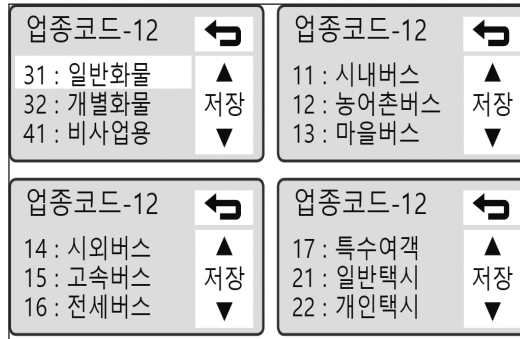 업종코드-12
31 : 일반화물
32 : 개별화물
41 : 비사업용
저장
업종코드-12
11 : 시내버스
12 : 농어촌버스
13 : 마을버스
저장
업종코드-12
14 : 시외버스
15 : 고속버스
16 : 전세버스
저장
업종코드-12
17 : 특수여객
21 : 일반택시
22 : 개인택시
저장